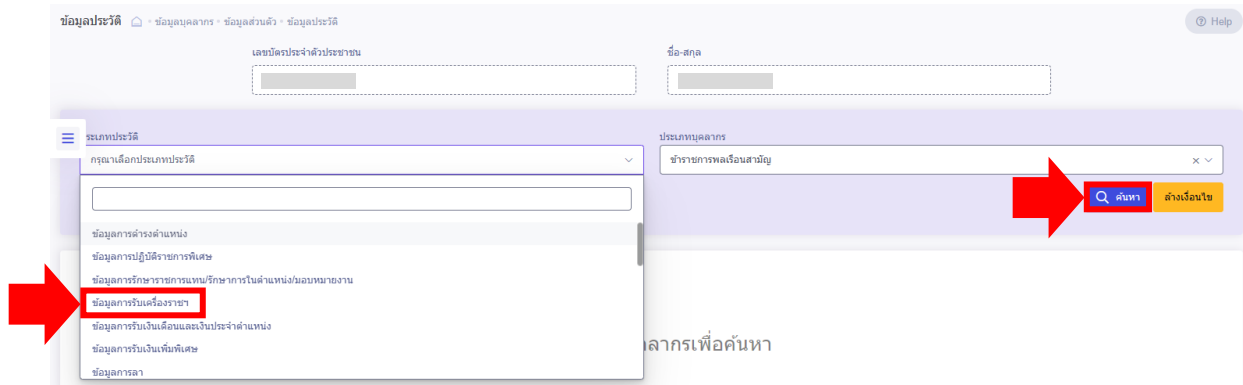 ข้อมูลประวัติ ◦ ข้อมูลบุคลากร ◦ ข้อมูลส่วนตัว ◦ ข้อมูลประวัติ
Help
เลขบัตรประจำตัวประชาชน
ชื่อ-สกุล
ระเภทประวัติ
ประเภทบุคลากร
กรุณาเลือกประเภทประวัติ
ข้าราชการพลเรือนสามัญ
ค้นหา
ล้างเงื่อนไข
ข้อมูลการดำรงตำแหน่ง
ข้อมูลการปฏิบัติราชการพิเศษ
ข้อมูลการรักษาราชการแทน/รักษาการในตำแหน่ง/มอบหมายงาน
ข้อมูลการรับเครื่องราชฯ
ข้อมูลการรับเงินเดือนและเงินประจำตำแหน่ง
ข้อมูลการรับเงินเพิ่มพิเศษ
ลากรเพื่อค้นหา
ข้อมูลการลา